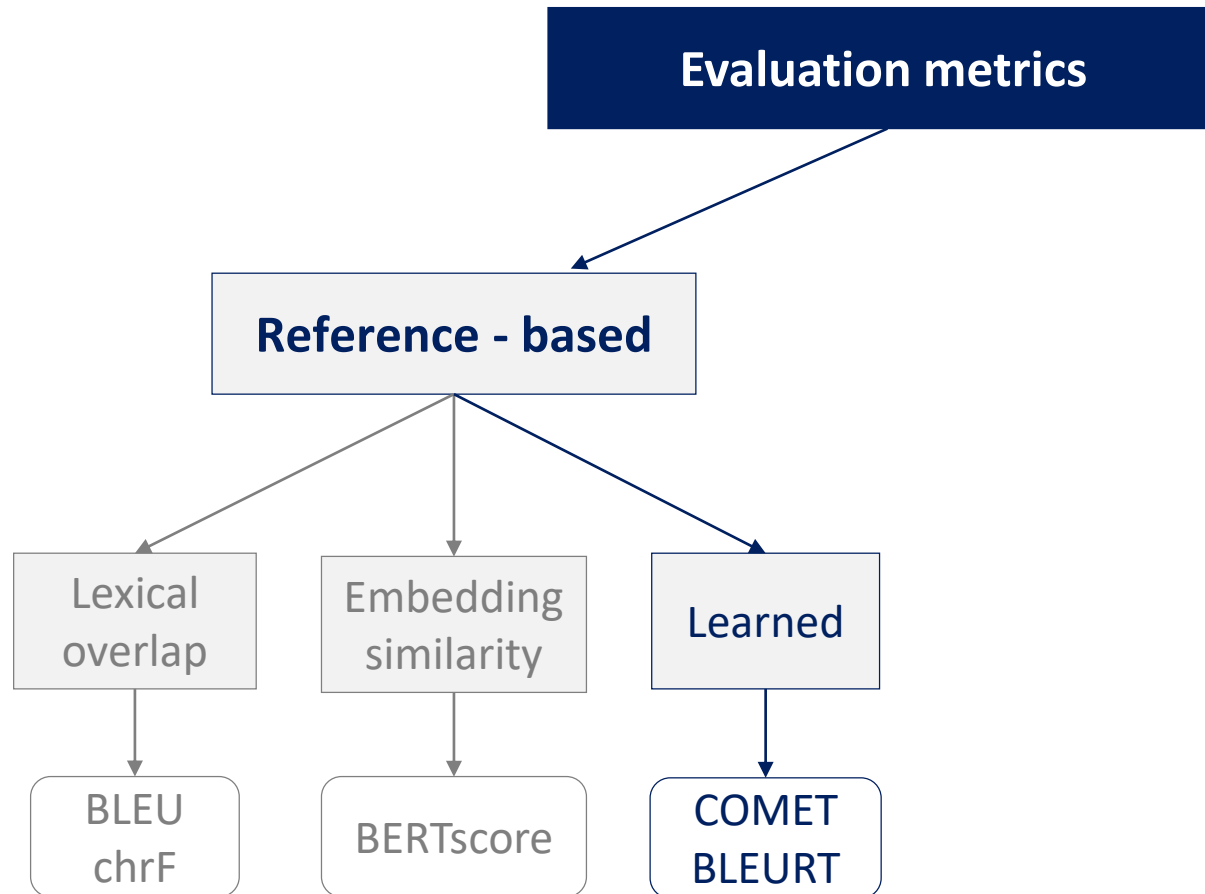 Evaluation metrics
Reference - based
Lexical
overlap
Embedding
similarity
Learned
BLEU
chrF
BERTscore
COMET
BLEURT